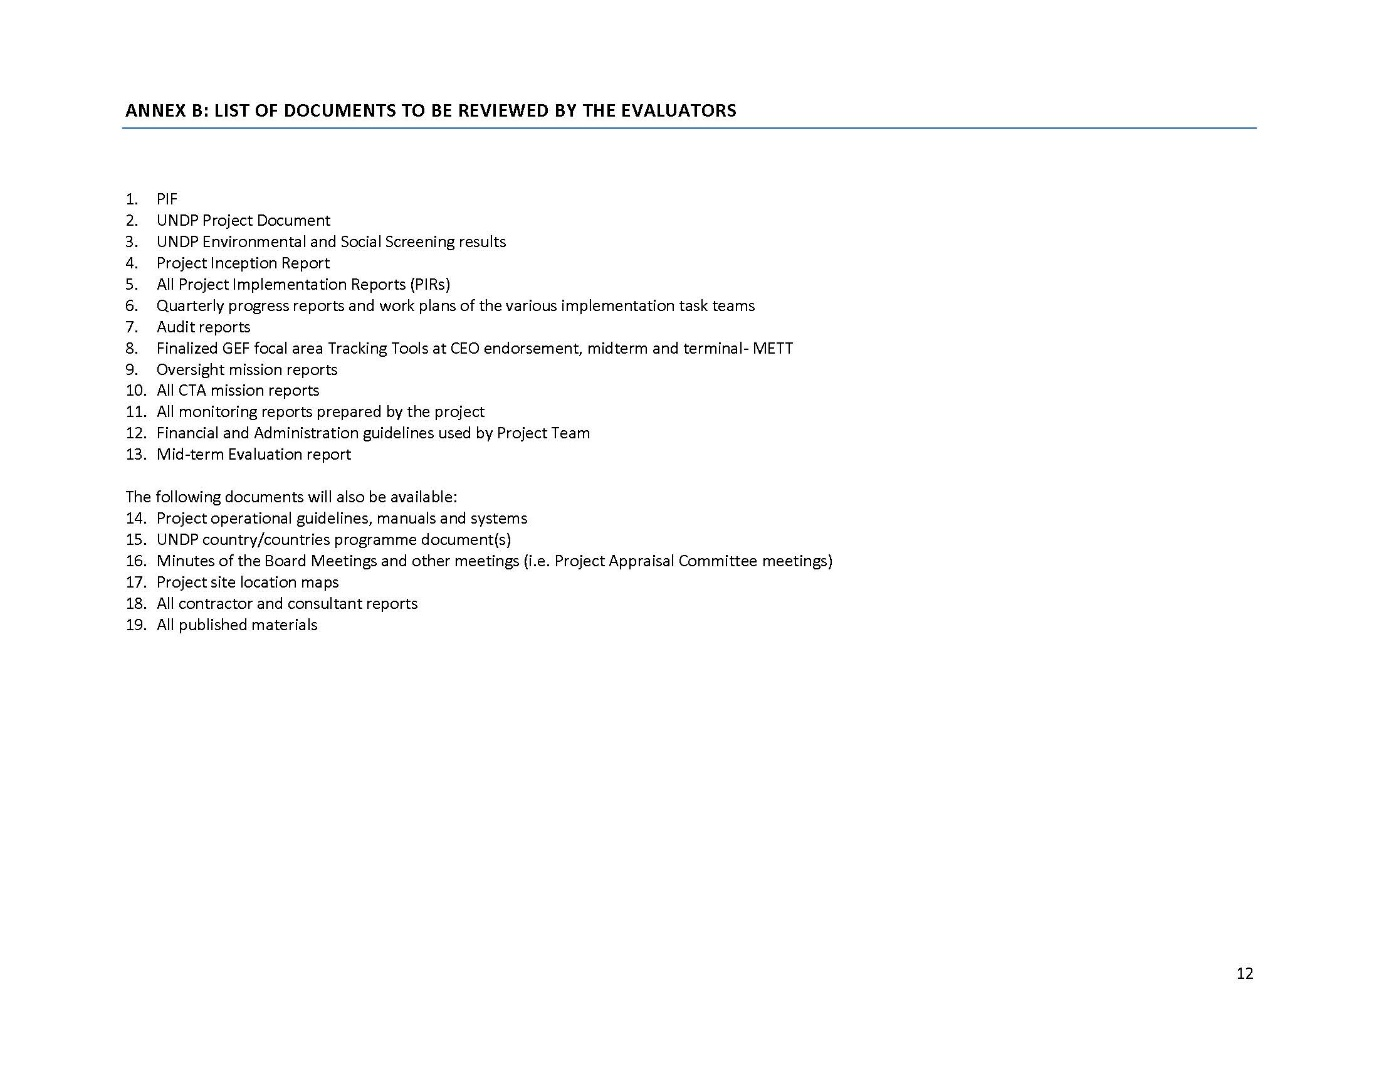 ANNEX B: LIST OF DOCUMENTS TO BE REVIEWED BY THE EVALUATORS
1. PIF
2. UNDP Project Document
3. UNDP Environmental and Social Screening results
4. Project Inception Report
5. All Project Implementation Reports (PIRs)
6. Quarterly progress reports and work plans of the various implementation task teams
7. Audit reports
8. Finalized GEF focal area Tracking Tools at CEO endorsement, midterm and terminal- METT
9. Oversight mission reports
10. All CTA mission reports
11. All monitoring reports prepared by the project
12. Financial and Administration guidelines used by Project Team
13. Mid-term Evaluation report
The following documents will also be available:
14. Project operational guidelines, manuals and systems
15. UNDP country/countries programme document(s)
16. Minutes of the Board Meetings and other meetings (i.e. Project Appraisal Committee meetings)
17. Project site location maps
18. All contractor and consultant reports
19. All published materials
12